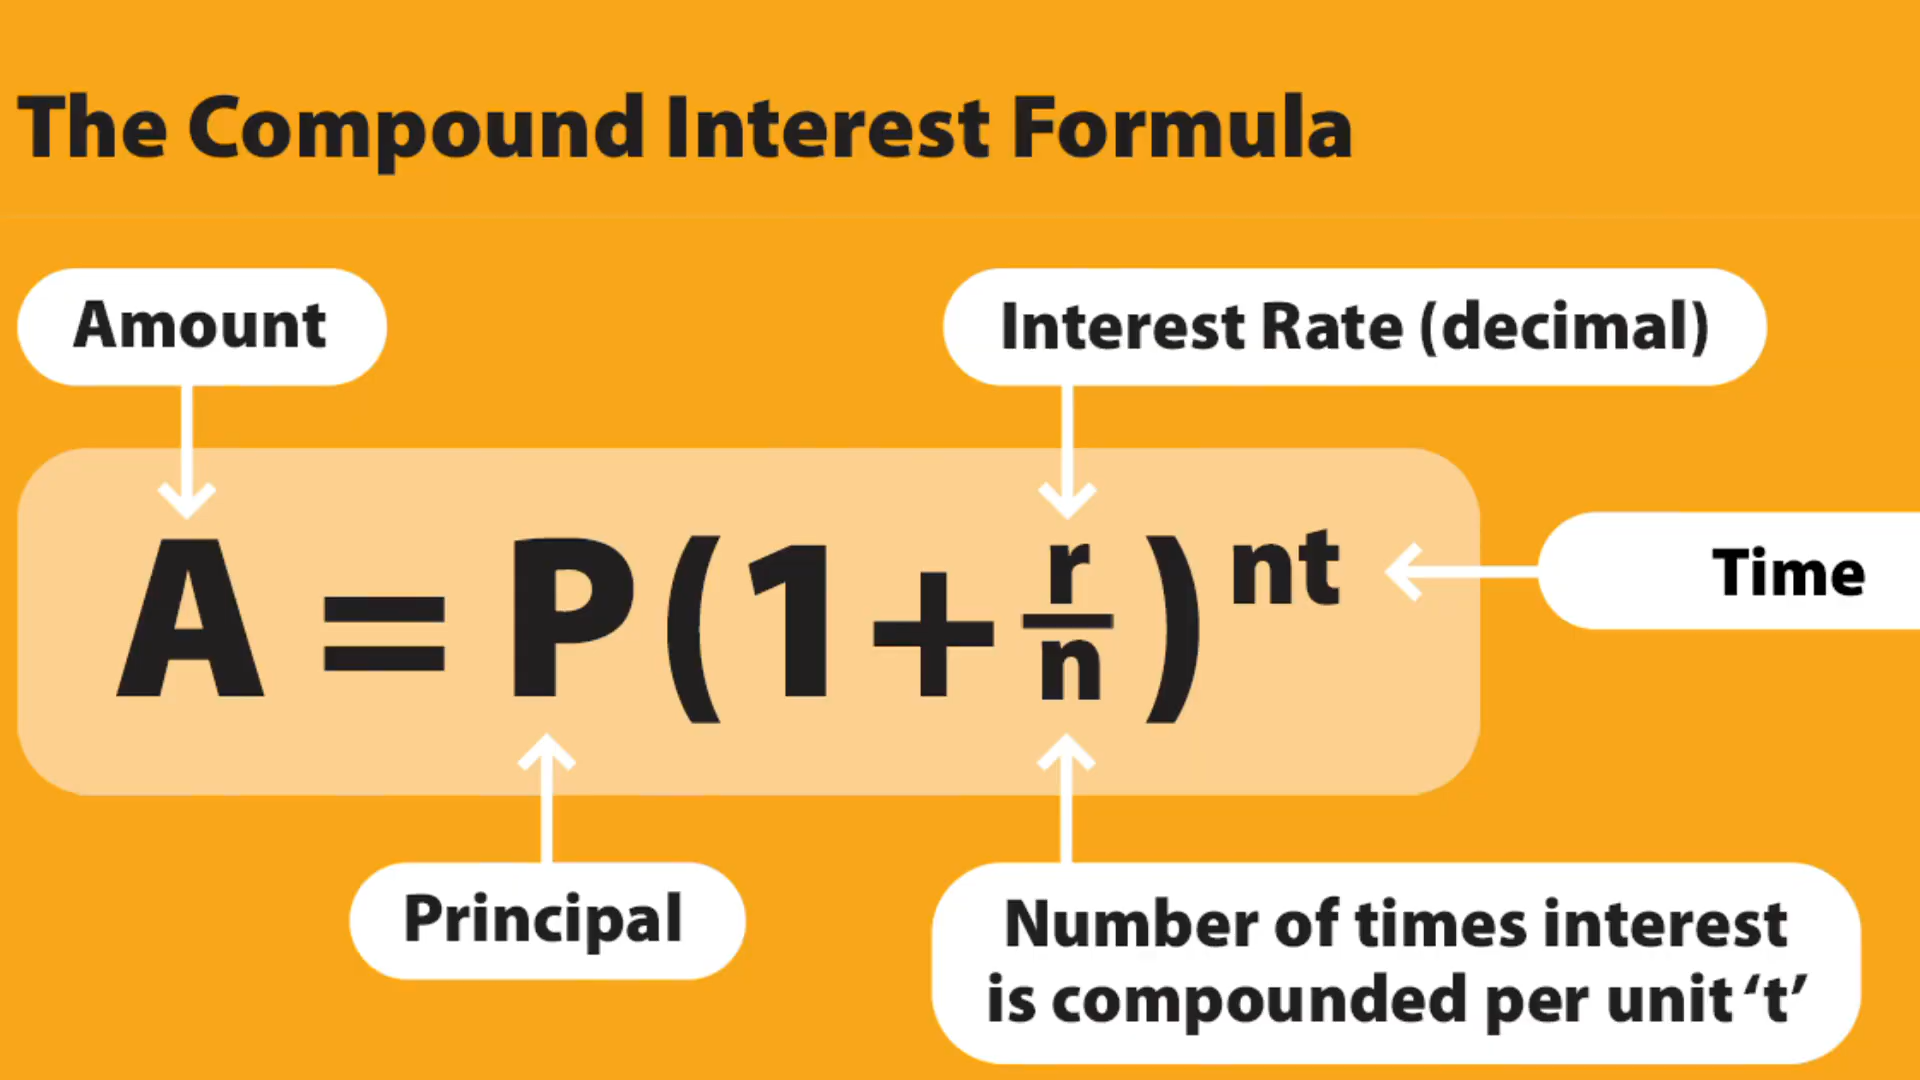 The Compound Interest Formula
Amount
Interest Rate (decimal)
A = P(1+r/n)^nt
Time
Principal
Number of times interest
is compounded per unit ‘t’